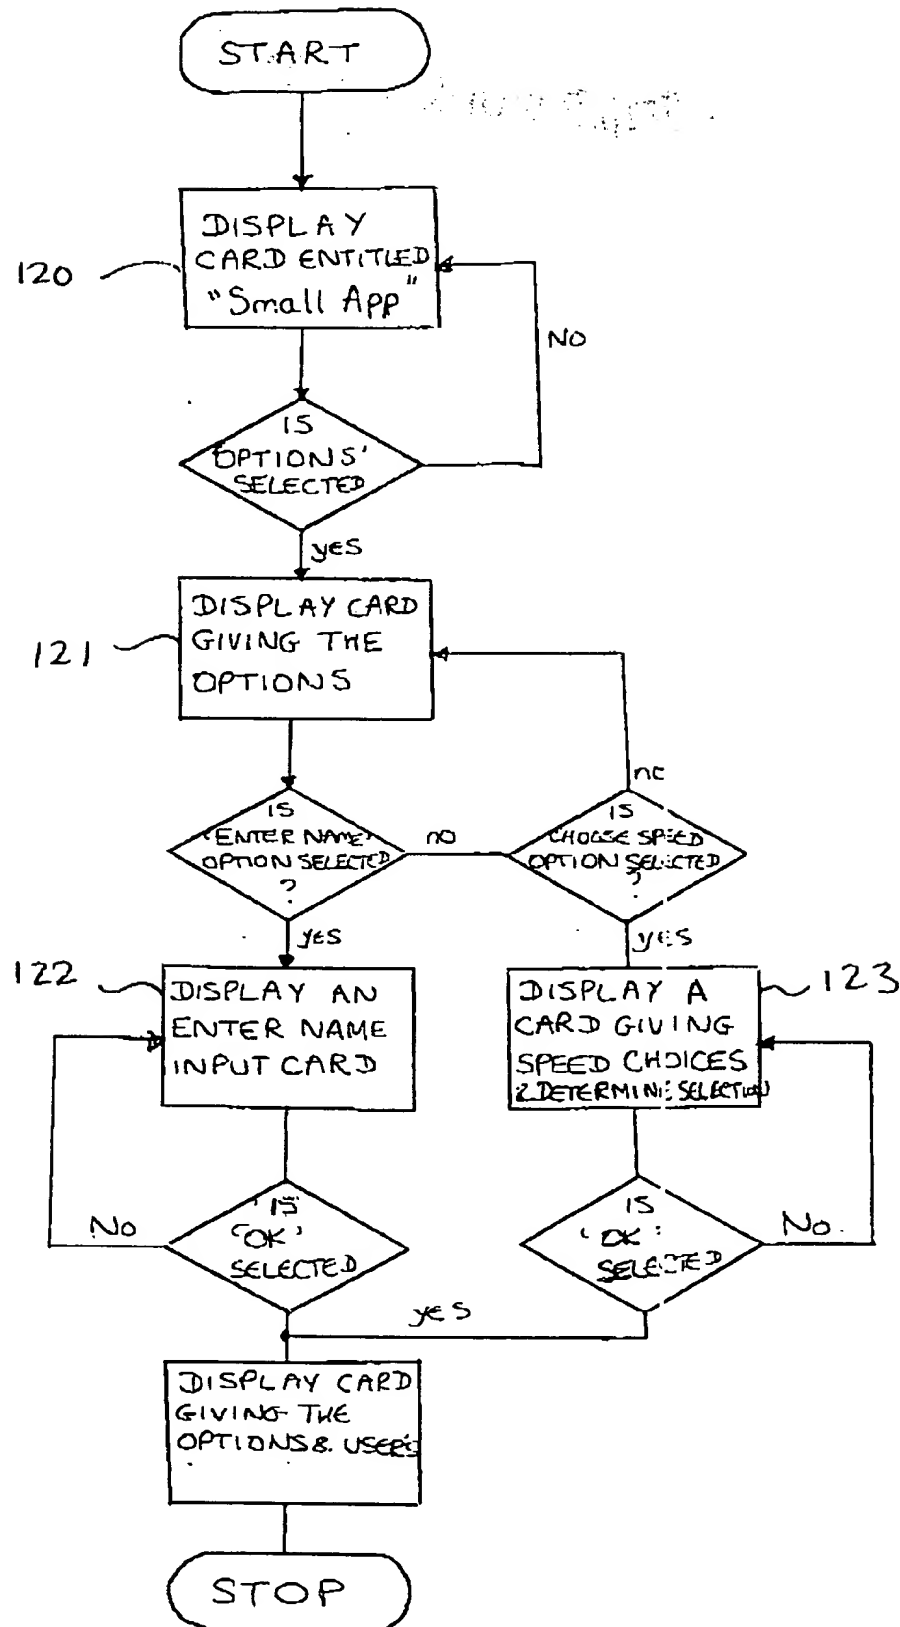 START
DISPLAY
CARD ENTITLED
"Small App"
120
NO
IS
'OPTIONS'
SELECTED
yES
DISPLAY CARD
GIVING THE
OPTIONS
121
IS
'ENTER NAME'
OPTION SELECTED
?
no
IS
CHOOSE SPEED
OPTION SELECTED
?
no
yES
yES
122
DISPLAY AN
ENTER NAME
INPUT CARD
DISPLAY A
CARD GIVING
SPEED CHOICES
& DETERMINE SELECTION
123
IS
'OK'
SELECTED
No
IS
'OK'
SELECTED
No.
yES
DISPLAY CARD
GIVING THE
OPTIONS & USER'S
STOP